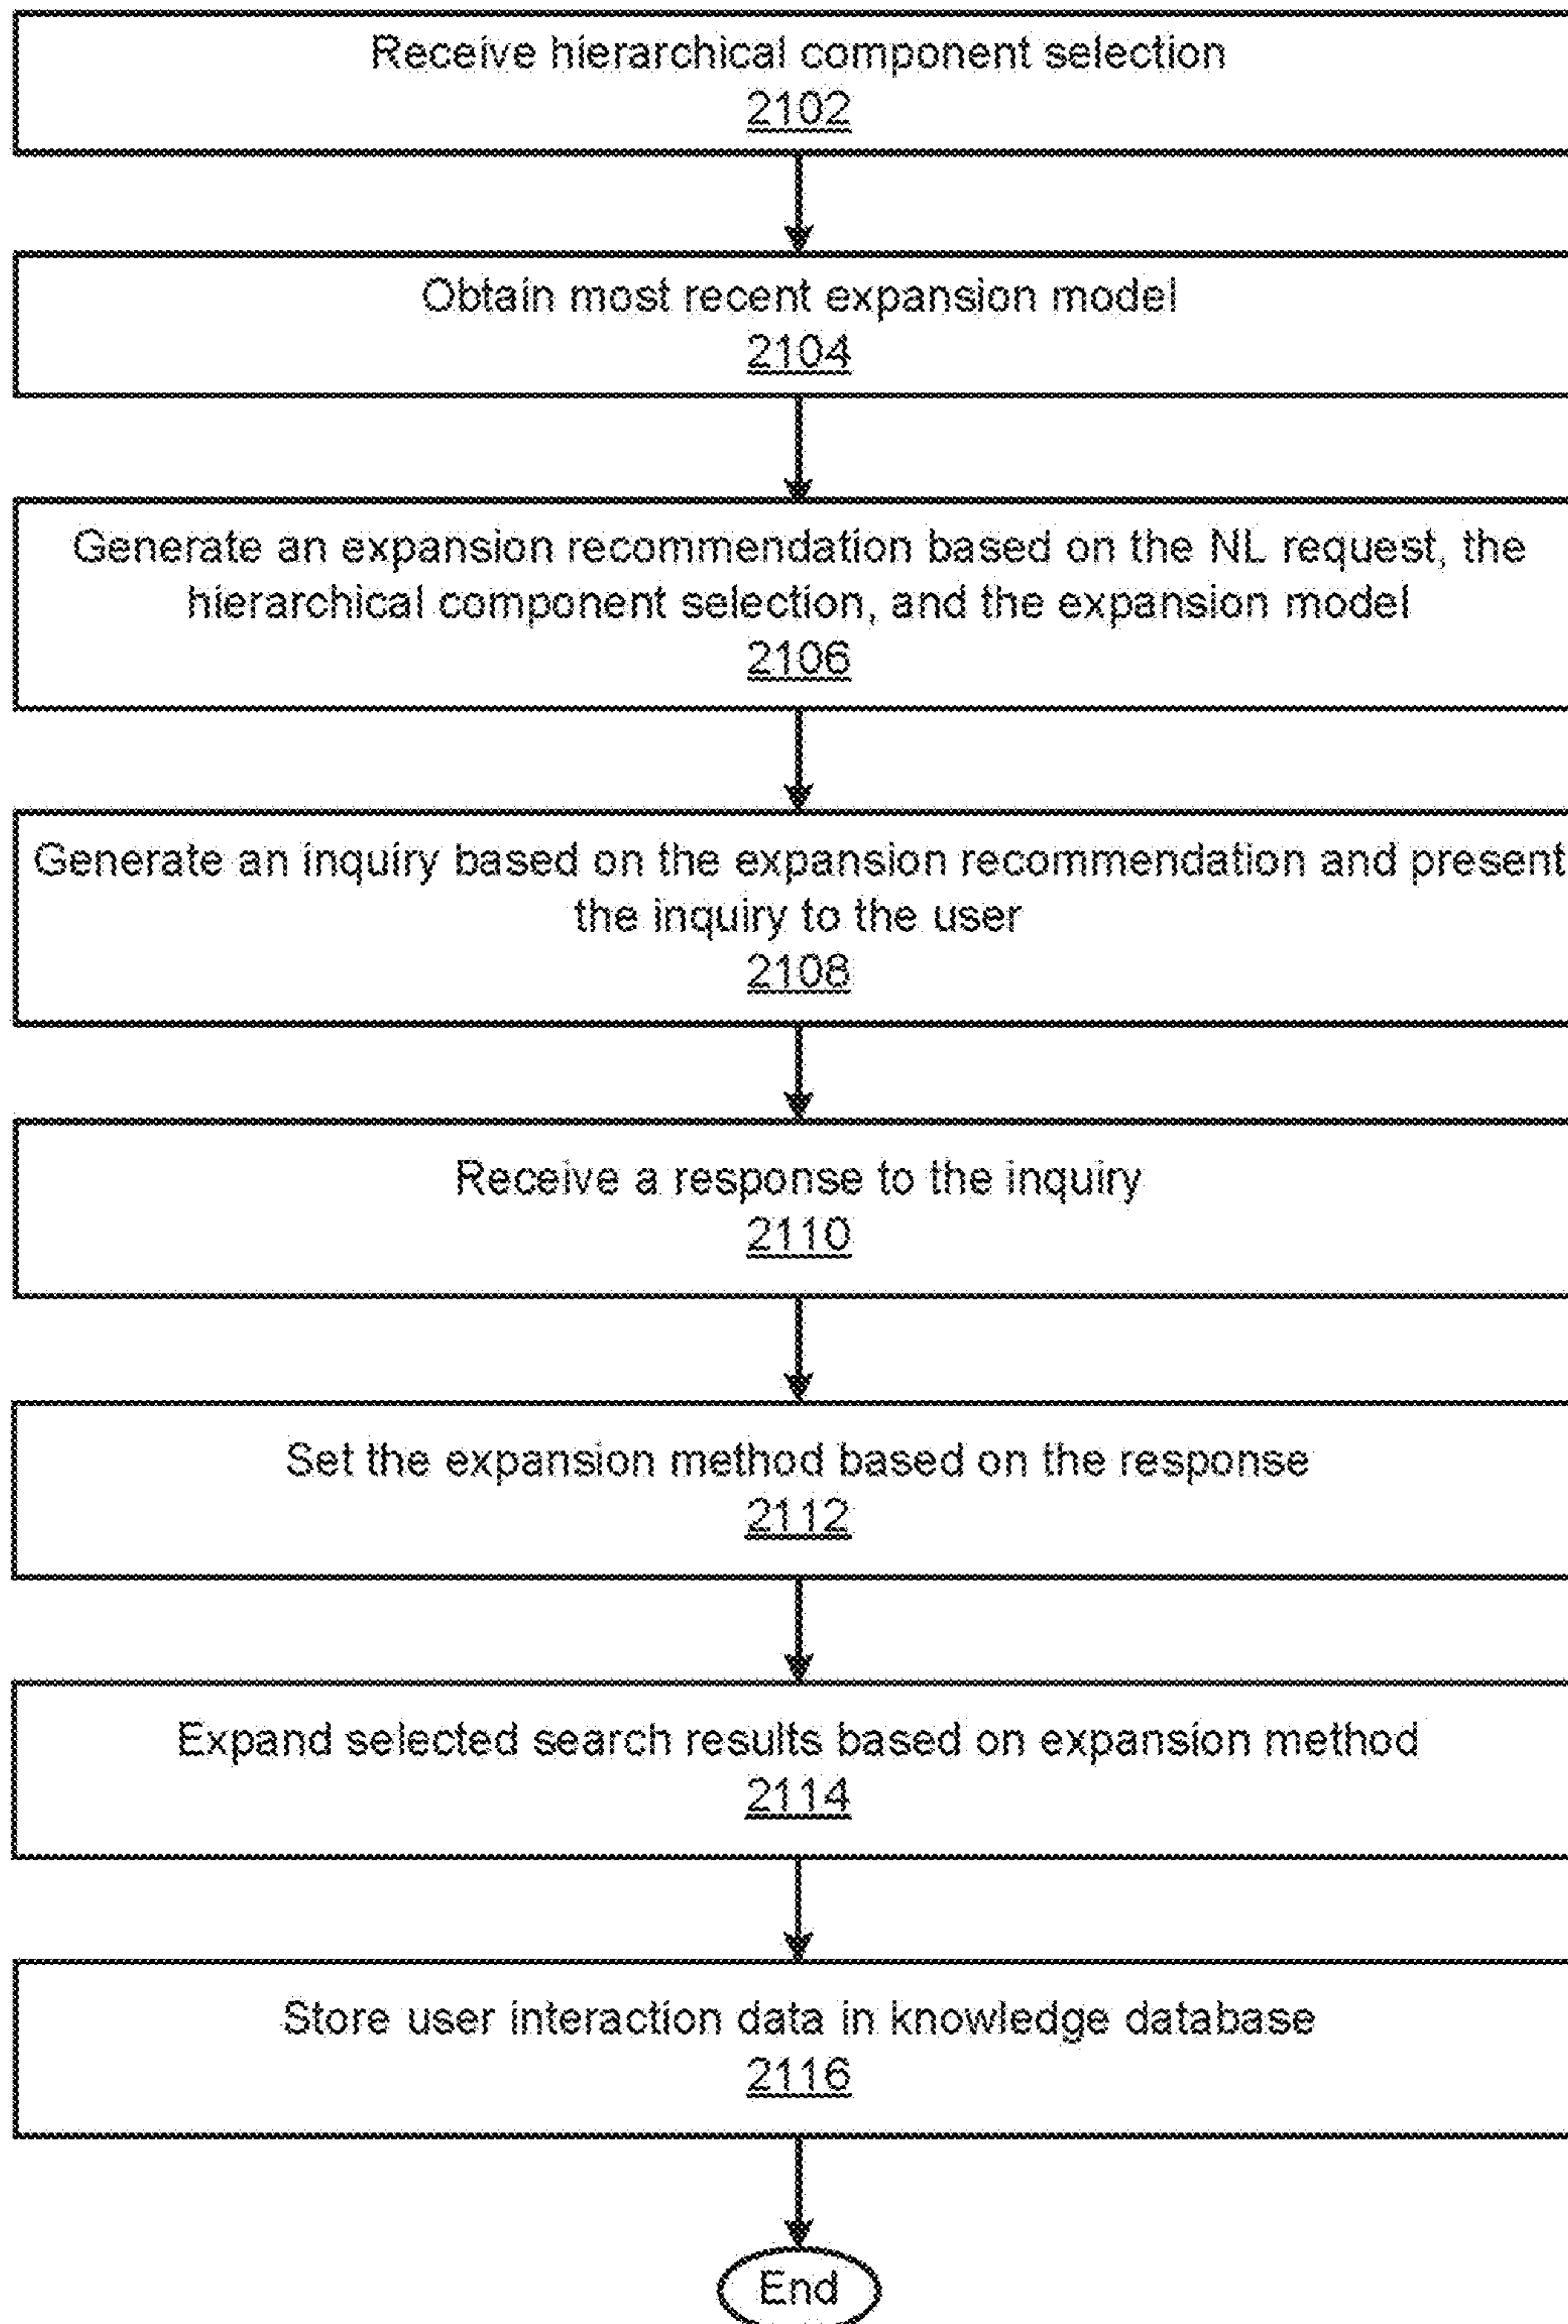 Receive hierarchical component selection
2102
Obtain most recent expansion model
2104
Generate an expansion recommendation based on the NL request, the
hierarchical component selection, and the expansion model
2106
Generate an inquiry based on the expansion recommendation and present
the inquiry to the user
2108
Receive a response to the inquiry
2110
Set the expansion method based on the response
2112
Expand selected search results based on expansion method
2114
Store user interaction data in knowledge database
2116
End